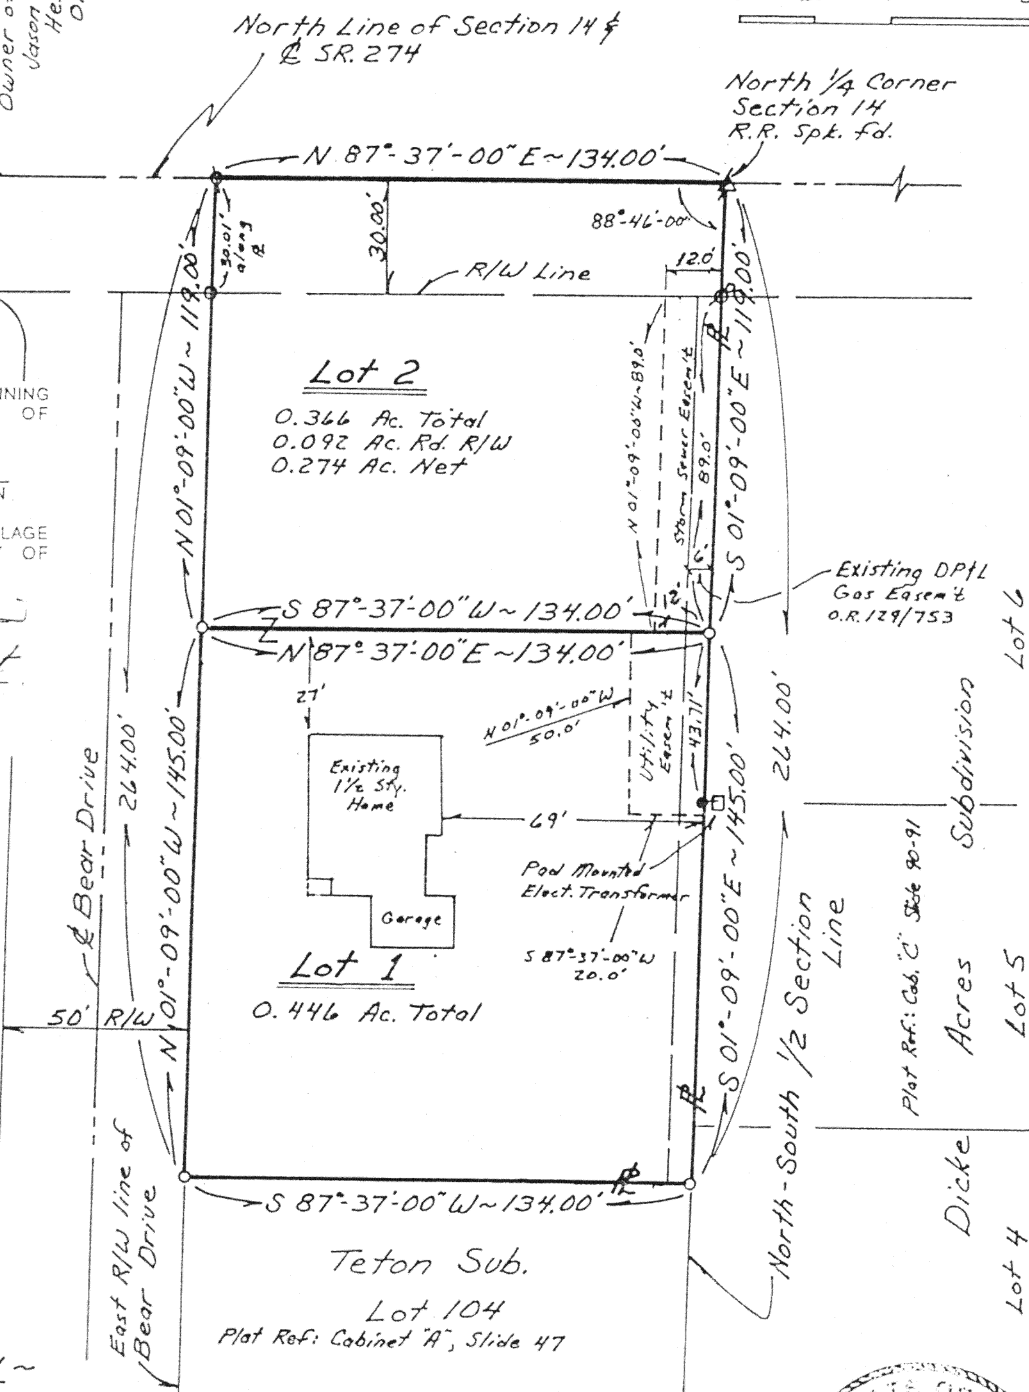 Owner of
Jason
He
O.
North Line of Section 14 &
℄ SR. 274
North 1/4 Corner
Section 14
R.R. Spk. fd.
N 87°-37'-00" E ~ 134.00'
88°-46'-00"
30.01'
along
℄
30.00'
12.0'
R/W Line
N 01°-09'-00" W ~ 119.00'
S 01°-09'-00" E ~ 119.00'
Lot 2
0.366 Ac. Total
0.092 Ac. Rd. R/W
0.274 Ac. Net
N 01°-09'-00" W ~ 89.0'
Storm Sewer Easem't
89.0'
6'
NNING
OF
LAGE
OF
Existing DP&L
Gas Easem't
O.R. 129/753
Lot 6
S 87°-37'-00" W ~ 134.00'
12'
N 87°-37'-00" E ~ 134.00'
27'
N 01°-09'-00" W
50.0'
Utility
Easem't
43.71'
264.00'
264.00'
N 01°-09'-00" W ~ 145.00'
S 01°-09'-00" E ~ 145.00'
Existing
1 1/2 Sty.
Home
69'
Pad Mounted
Elect. Transformer
Garage
S 87°-37'-00" W
20.0'
Lot 1
0.446 Ac. Total
℄ Bear Drive
50' R/W
Dicke Acres Subdivision
Plat Ref.: Cab. "C" Slide 90-91
Lot 5
North-South 1/2 Section
Line
S 87°-37'-00" W ~ 134.00'
East R/W line of
Bear Drive
Teton Sub.
Lot 104
Plat Ref: Cabinet "A", Slide 47
Lot 4